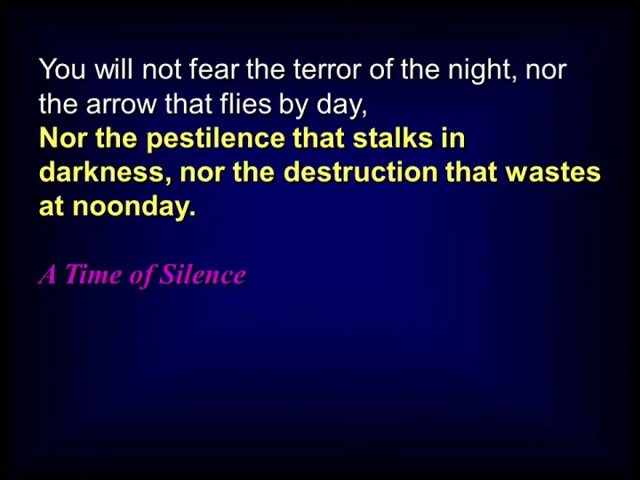 You will not fear the terror of the night, nor
the arrow that flies by day,
Nor the pestilence that stalks in
darkness, nor the destruction that wastes
at noonday.
A Time of Silence